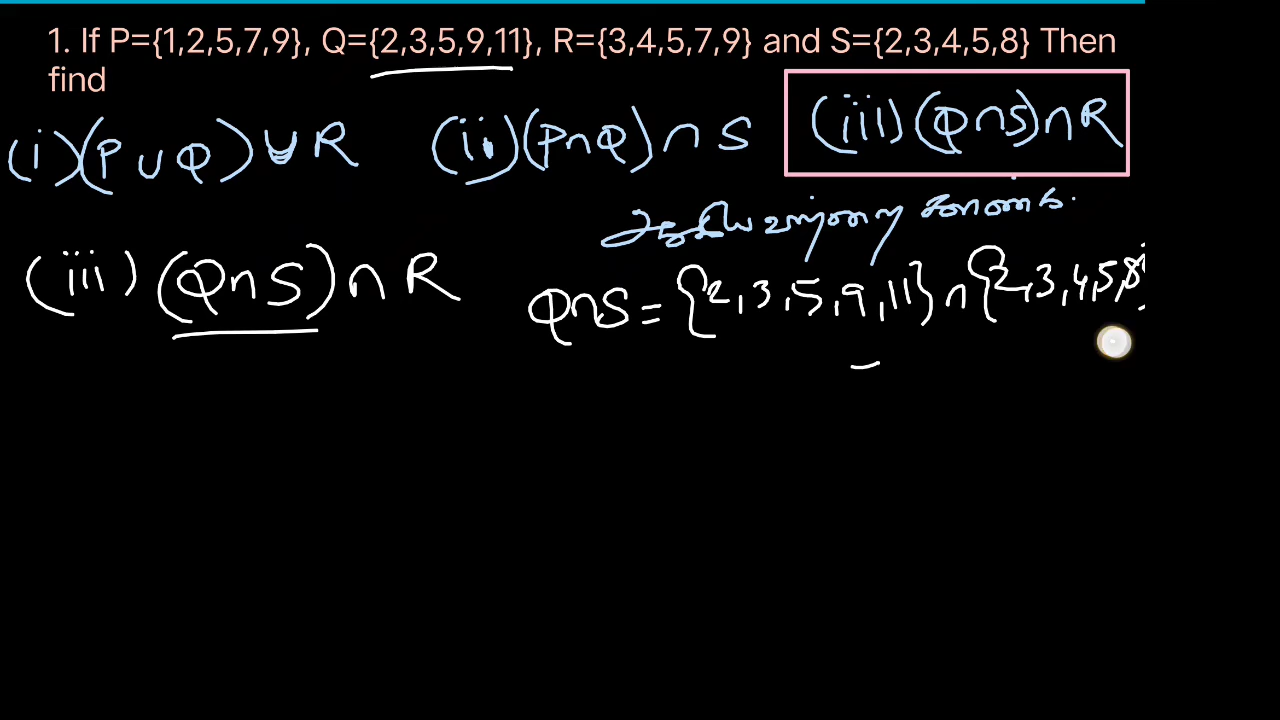 1. If P={1,2,5,7,9}, Q={2,3,5,9,11}, R={3,4,5,7,9} and S={2,3,4,5,8} Then
find
(i)(P∪Q)∪R (ii)(P∩Q)∩S (iii)(Q∩S)∩R
(iii)(Q∩S)∩R Q∩S={2,3,5,9,11}∩{2,3,4,5,8}